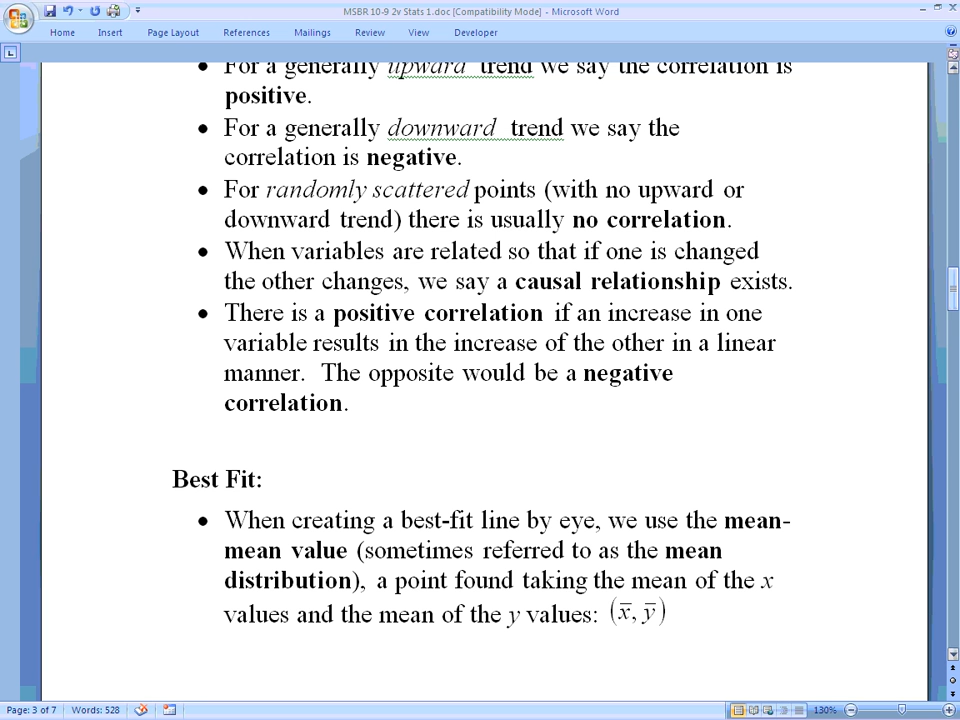 MSBR 10-9 2v Stats 1.doc [Compatibility Mode] - Microsoft Word
Home Insert Page Layout References Mailings Review View Developer
• For a generally upward trend we say the correlation is
positive.
• For a generally downward trend we say the
correlation is negative.
• For randomly scattered points (with no upward or
downward trend) there is usually no correlation.
• When variables are related so that if one is changed
the other changes, we say a causal relationship exists.
• There is a positive correlation if an increase in one
variable results in the increase of the other in a linear
manner. The opposite would be a negative
correlation.
Best Fit:
• When creating a best-fit line by eye, we use the mean-
mean value (sometimes referred to as the mean
distribution), a point found taking the mean of the x
values and the mean of the y values: (x̄, ȳ)
Page: 3 of 7 Words: 528 130%